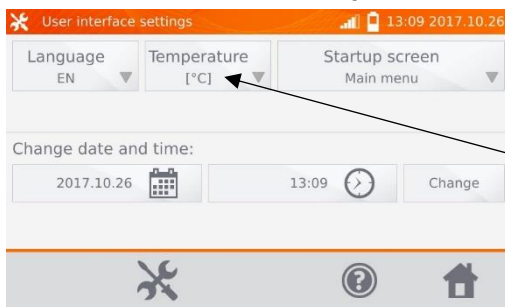 User interface settings 13:09 2017.10.26
Language Temperature Startup screen
EN [°C] Main menu
Change date and time:
2017.10.26 13:09 Change